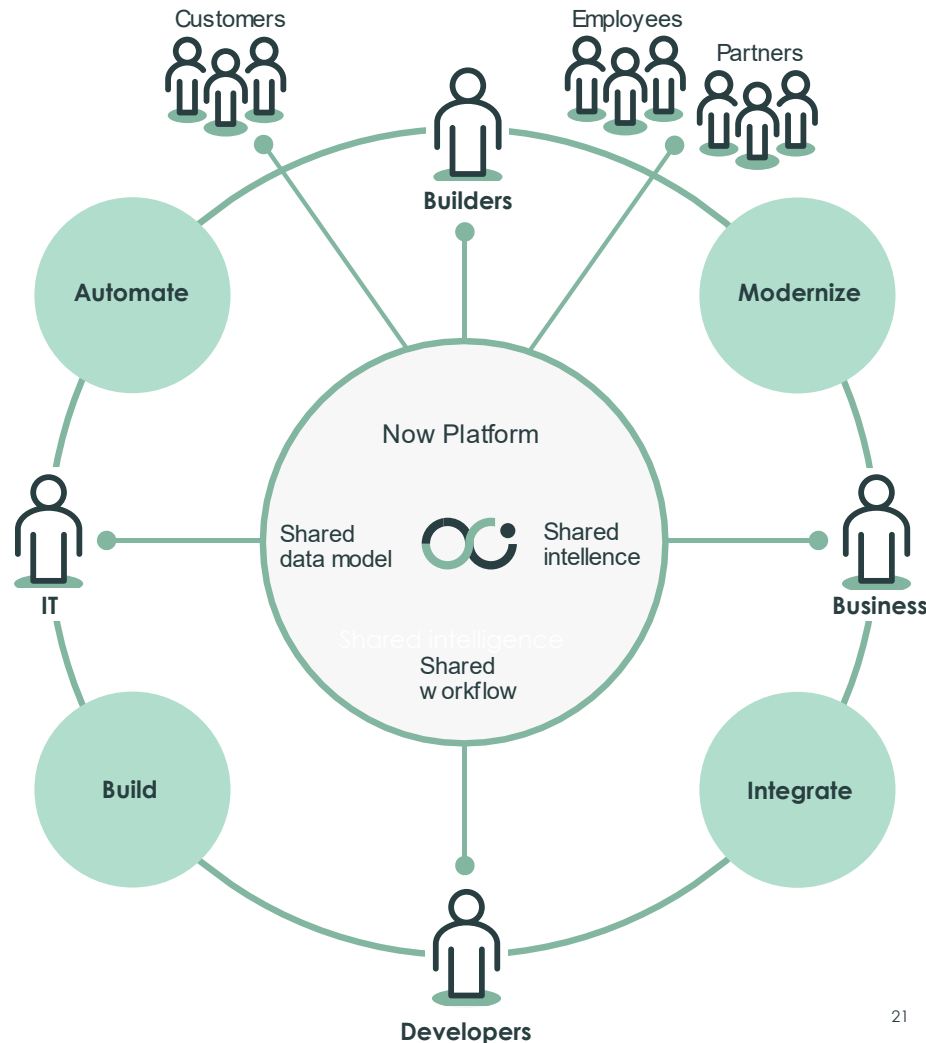 Customers
Employees
Partners
Builders
Automate
Modernize
Now Platform
Shared
data model
Shared
intellence
IT
Business
Shared intelligence
Shared
workflow
Build
Integrate
Developers
21